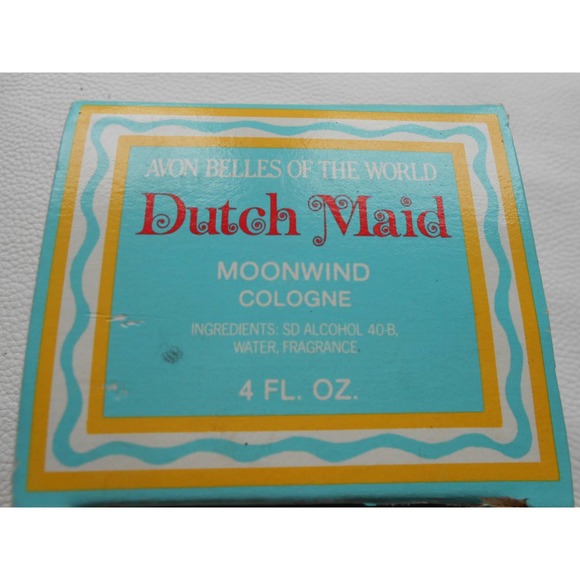 AVON BELLES OF THE WORLD
Dutch Maid
MOONWIND
COLOGNE
INGREDIENTS: SD ALCOHOL 40-B,
WATER, FRAGRANCE
4 FL. OZ.